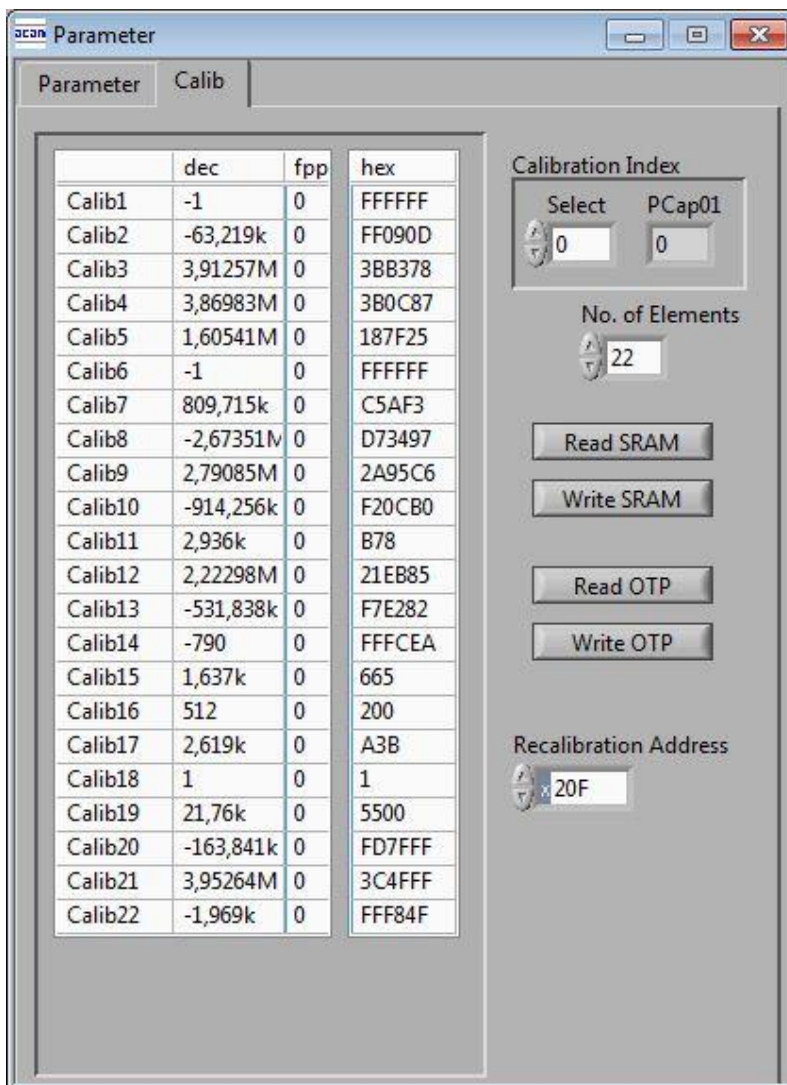 acan Parameter
Parameter Calib
dec fpp hex
Calib1 -1 0 FFFFFF
Calib2 -63,219k 0 FF090D
Calib3 3,91257M 0 3BB378
Calib4 3,86983M 0 3B0C87
Calib5 1,60541M 0 187F25
Calib6 -1 0 FFFFFF
Calib7 809,715k 0 C5AF3
Calib8 -2,67351M 0 D73497
Calib9 2,79085M 0 2A95C6
Calib10 -914,256k 0 F20CB0
Calib11 2,936k 0 B78
Calib12 2,22298M 0 21EB85
Calib13 -531,838k 0 F7E282
Calib14 -790 0 FFFCEA
Calib15 1,637k 0 665
Calib16 512 0 200
Calib17 2,619k 0 A3B
Calib18 1 0 1
Calib19 21,76k 0 5500
Calib20 -163,841k 0 FD7FFF
Calib21 3,95264M 0 3C4FFF
Calib22 -1,969k 0 FFF84F
Calibration Index
Select PCap01
0 0
No. of Elements
22
Read SRAM
Write SRAM
Read OTP
Write OTP
Recalibration Address
x 20F